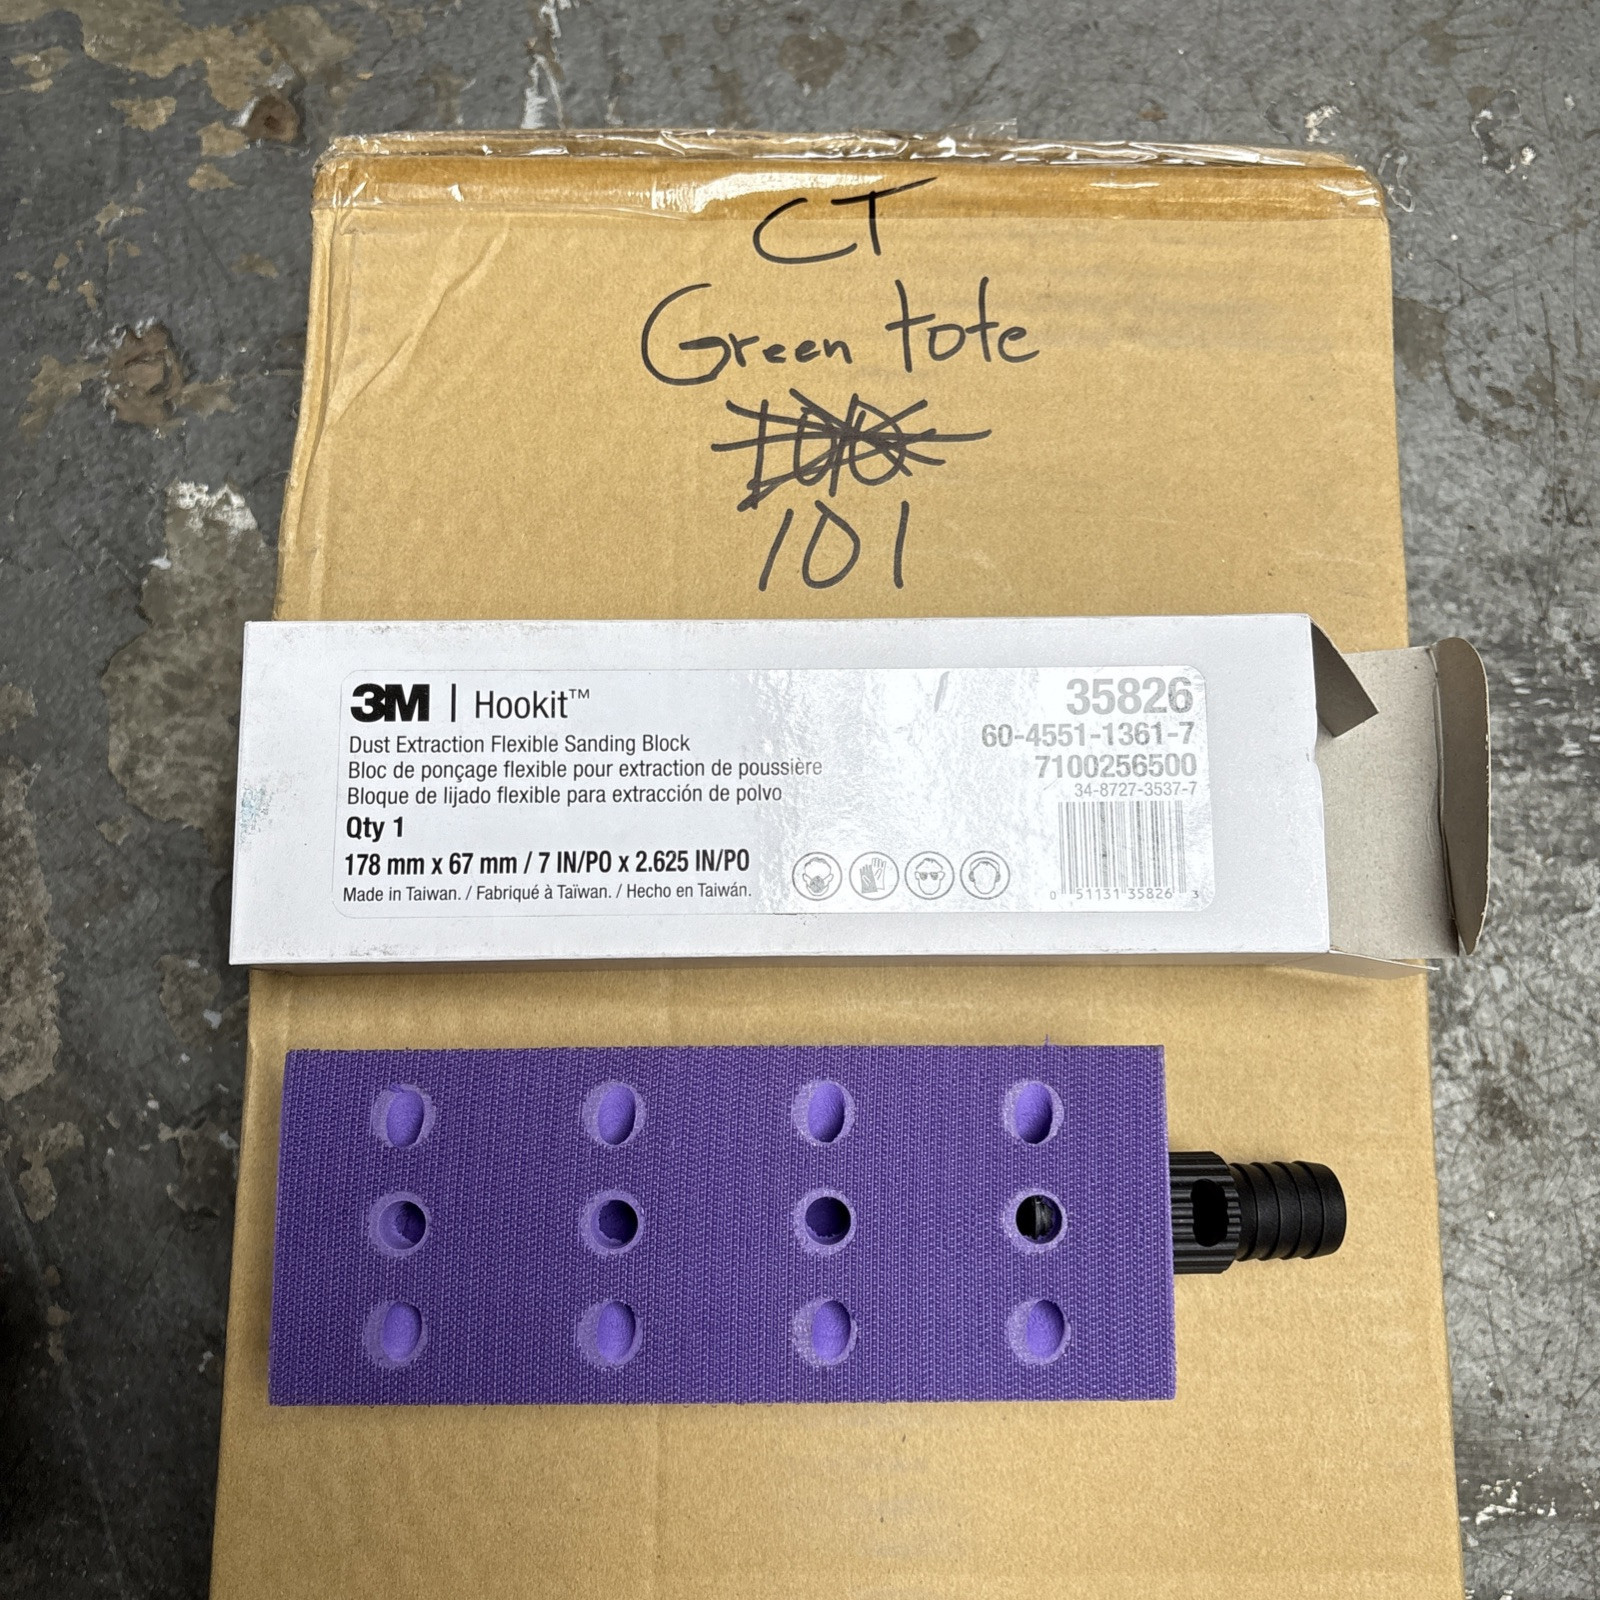 CT
Green tote
100
101
3M | Hookit™
Dust Extraction Flexible Sanding Block
Bloc de ponçage flexible pour extraction de poussière
Bloque de lijado flexible para extracción de polvo
Qty 1
178 mm x 67 mm / 7 IN/PO x 2.625 IN/PO
Made in Taiwan. / Fabriqué à Taïwan. / Hecho en Taiwán.
35826
60-4551-1361-7
7100256500
34-8727-3537-7
0 51131 35826 3